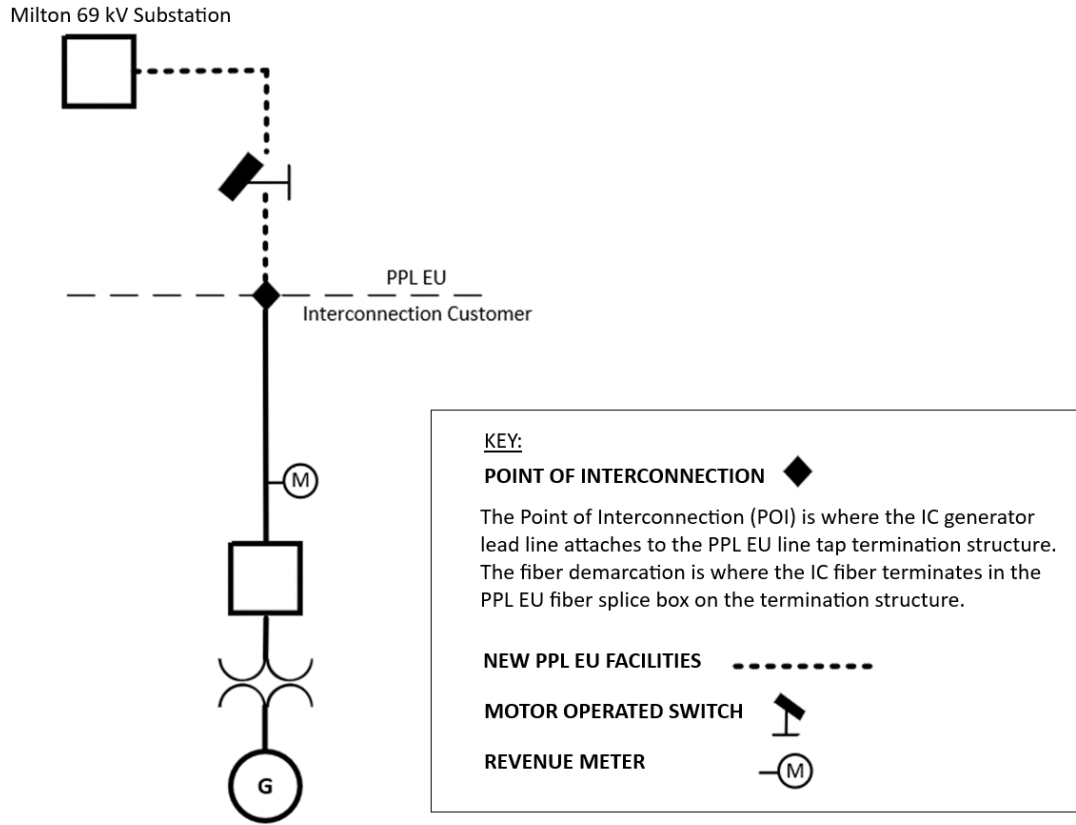 Milton 69 kV Substation
PPL EU
Interconnection Customer
M
G
KEY:
POINT OF INTERCONNECTION
The Point of Interconnection (POI) is where the IC generator
lead line attaches to the PPL EU line tap termination structure.
The fiber demarcation is where the IC fiber terminates in the
PPL EU fiber splice box on the termination structure.
NEW PPL EU FACILITIES
MOTOR OPERATED SWITCH
REVENUE METER
M